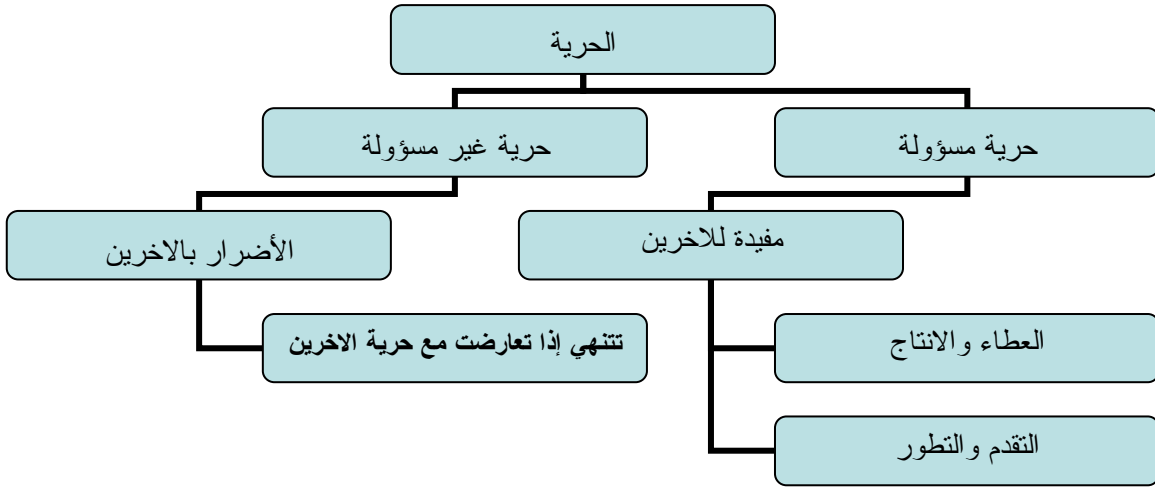 الحرية
حرية مسؤولة
حرية غير مسؤولة
مفيدة للاخرين
الأضرار بالاخرين
العطاء والانتاج
تتنهي إذا تعارضت مع حرية الاخرين
التقدم والتطور